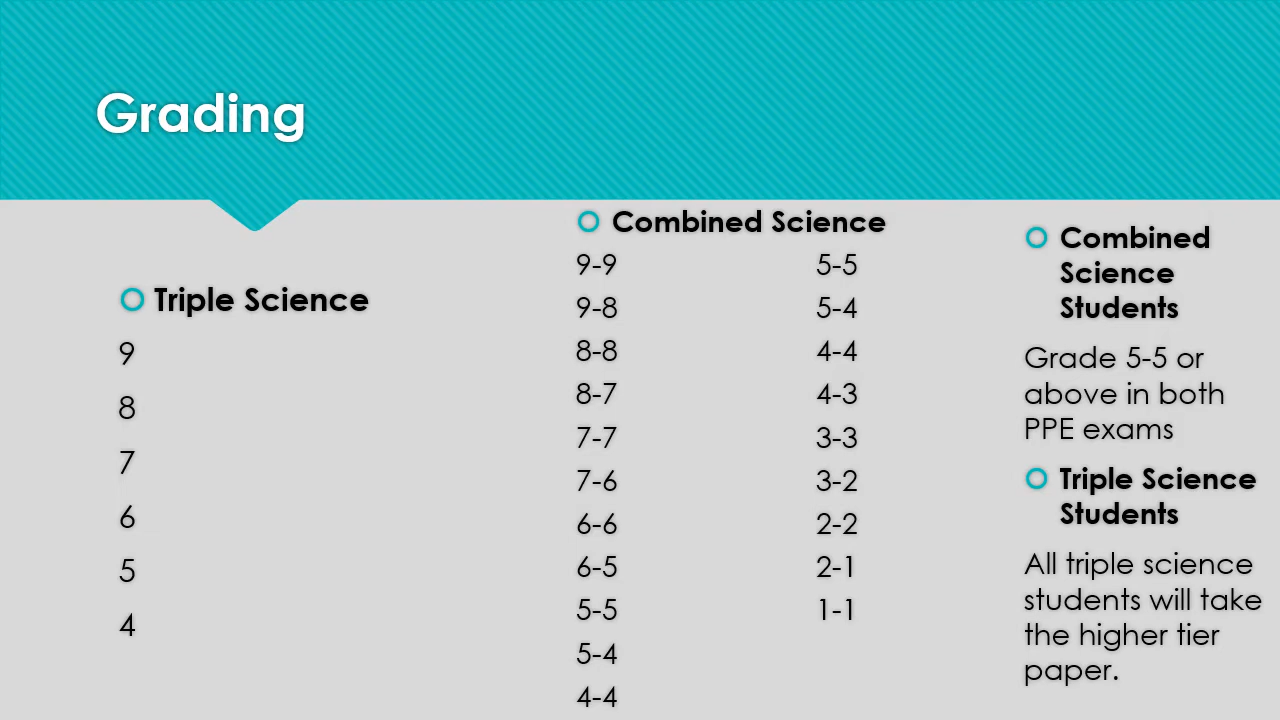 Grading
Triple Science
9
8
7
6
5
4
Combined Science
9-9
9-8
8-8
8-7
7-7
7-6
6-6
6-5
5-5
5-4
4-4
5-5
5-4
4-4
4-3
3-3
3-2
2-2
2-1
1-1
Combined
Science
Students
Grade 5-5 or
above in both
PPE exams
Triple Science
Students
All triple science
students will take
the higher tier
paper.